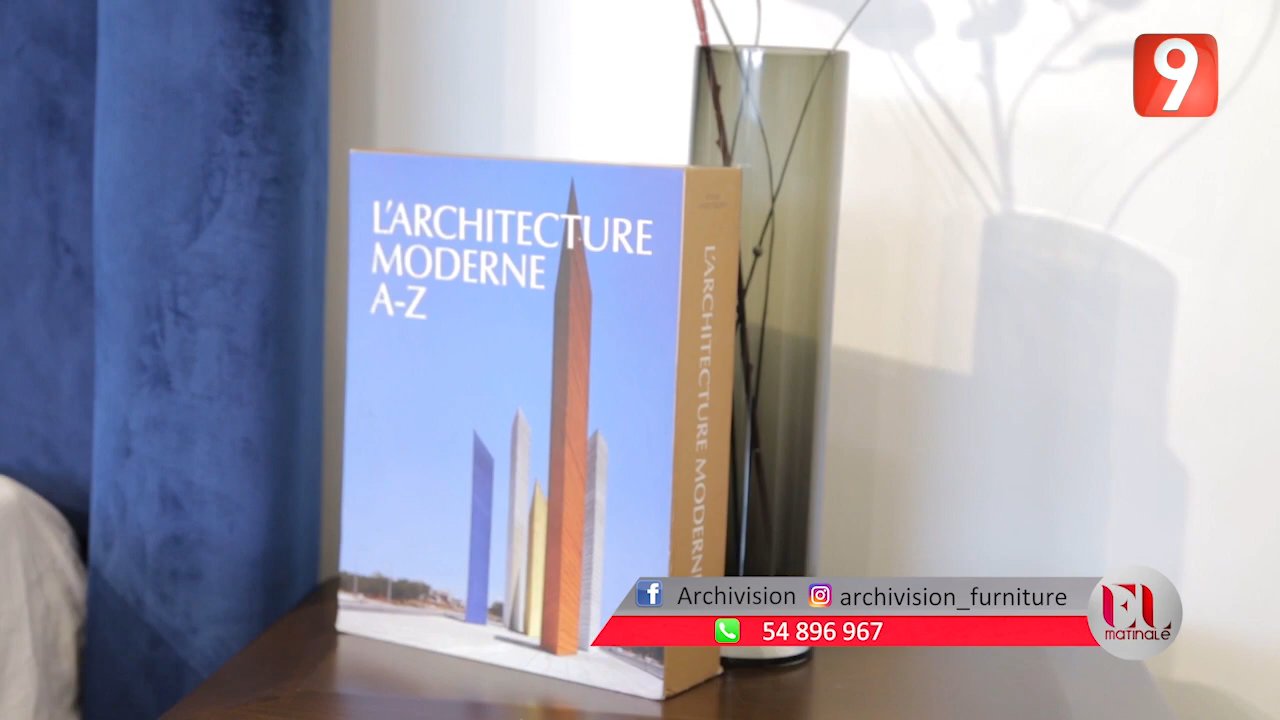 9
L'ARCHITECTURE
MODERNE
A-Z
L'ARCHITECTURE MODERNE
Archivision
archivision_furniture
54 896 967
EL
MATINALE